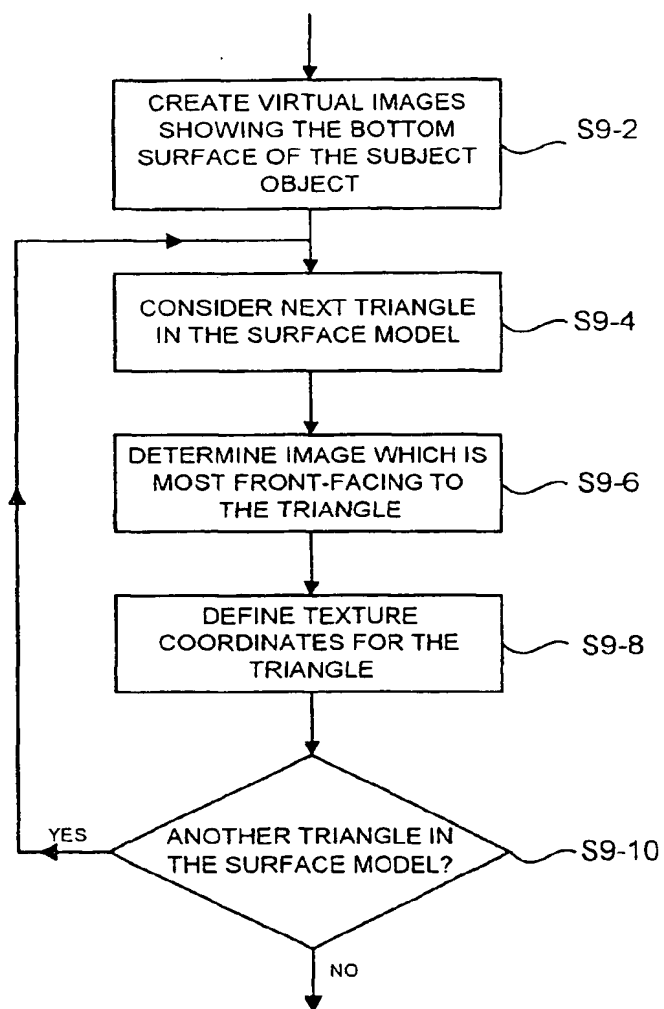 CREATE VIRTUAL IMAGES
SHOWING THE BOTTOM
SURFACE OF THE SUBJECT
OBJECT
S9-2
CONSIDER NEXT TRIANGLE
IN THE SURFACE MODEL
S9-4
DETERMINE IMAGE WHICH IS
MOST FRONT-FACING TO
THE TRIANGLE
S9-6
DEFINE TEXTURE
COORDINATES FOR THE
TRIANGLE
S9-8
YES
ANOTHER TRIANGLE IN
THE SURFACE MODEL?
S9-10
NO